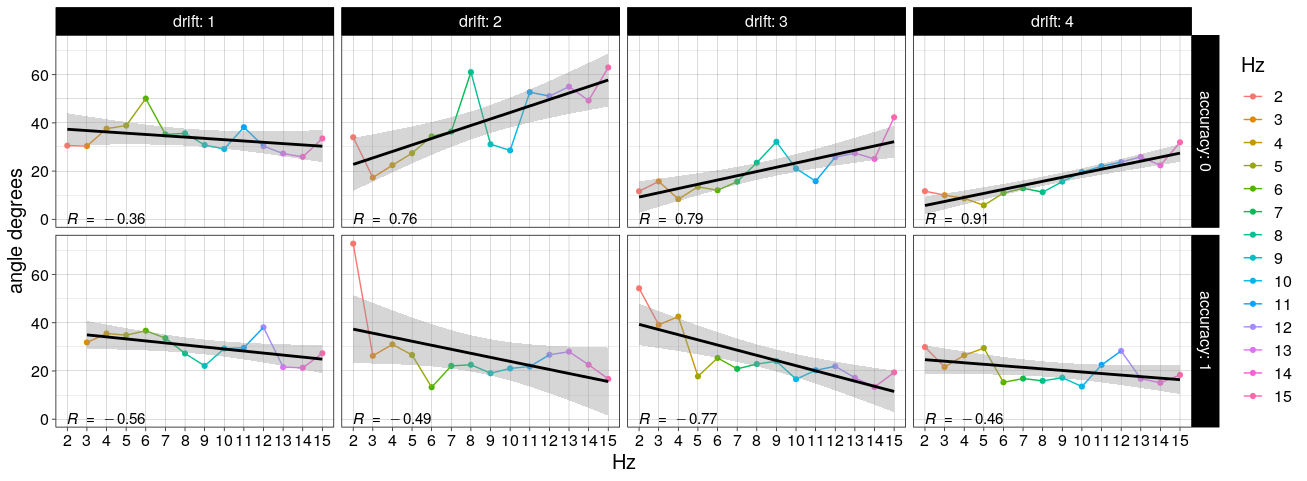 drift: 1
drift: 2
drift: 3
drift: 4
angle degrees
60
40
20
0
R = −0.36
R = 0.76
R = 0.79
R = 0.91
accuracy: 0
60
40
20
0
R = −0.56
R = −0.49
R = −0.77
R = −0.46
accuracy: 1
2 3 4 5 6 7 8 9 10 11 12 13 14 15
2 3 4 5 6 7 8 9 10 11 12 13 14 15
2 3 4 5 6 7 8 9 10 11 12 13 14 15
2 3 4 5 6 7 8 9 10 11 12 13 14 15
Hz
Hz
2
3
4
5
6
7
8
9
10
11
12
13
14
15